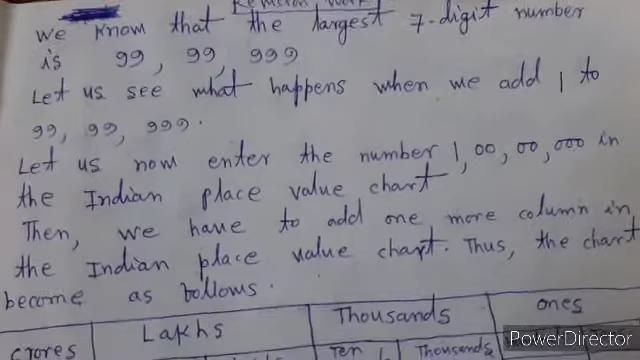 Revision Work
we know that the largest 7-digit number
is 99, 99, 999
Let us see what happens when we add 1 to
99, 99, 999.
Let us now enter the number 1,00,00,000 in
the Indian place value chart
Then, we have to add one more column in
the Indian place value chart. Thus, the chart
become as bollows.
Lakhs Thousands ones
crores Ten Thousands
PowerDirector